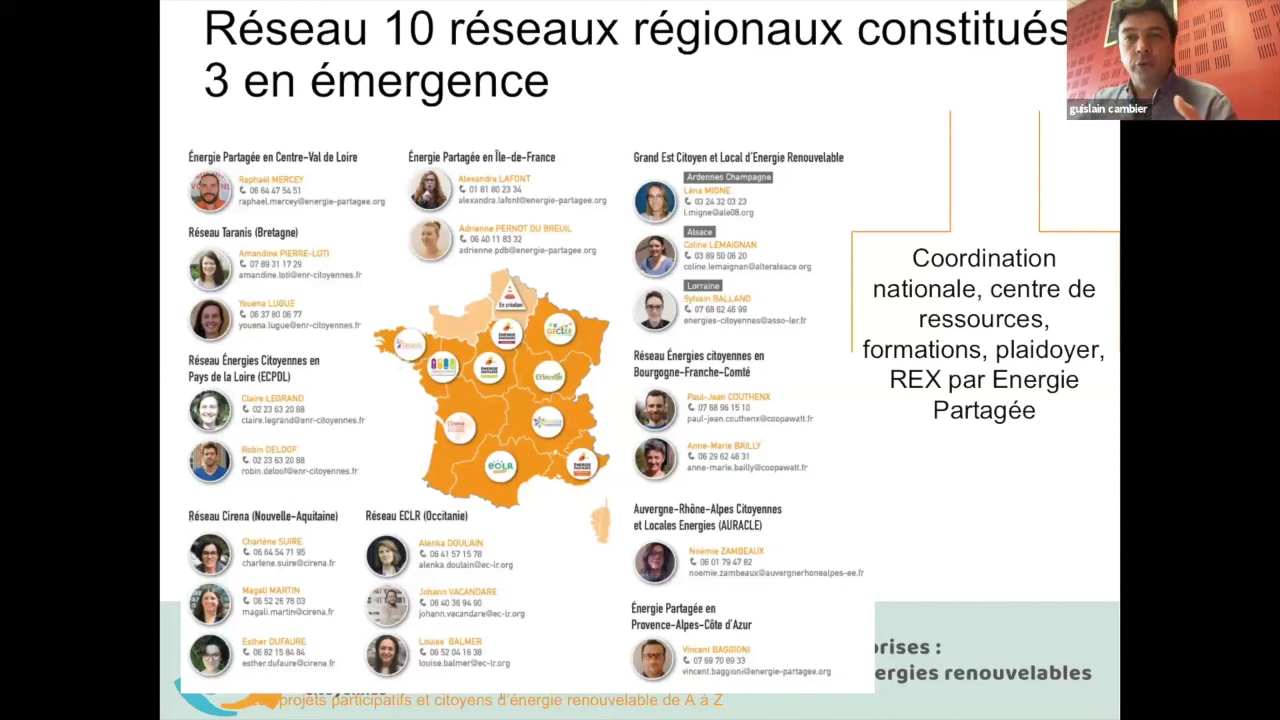 Réseau 10 réseaux régionaux constitués
3 en émergence
guislain cambier
Énergie Partagée en Centre-Val de Loire
Raphaël MERCEY
06 64 47 54 51
raphael.mercey@energie-partagee.org
Réseau Taranis (Bretagne)
Amandine PIERRE-LOTI
07 89 31 17 29
amandine.loti@enr-citoyennes.fr
Youena LUGUE
06 37 80 06 77
youena.lugue@enr-citoyennes.fr
Réseau Énergies Citoyennes en
Pays de la Loire (ECPDL)
Claire LEGRAND
02 23 63 20 88
claire.legrand@enr-citoyennes.fr
Robin DELOOF
02 23 63 20 88
robin.deloof@enr-citoyennes.fr
Énergie Partagée en Île-de-France
Alexandra LAFONT
01 81 80 23 34
alexandra.lafont@energie-partagee.org
Adrienne PERNOT DU BREUIL
06 40 11 83 32
adrienne.pdb@energie-partagee.org
En création
ÉNERGIE
PARTAGÉE
ÉNERGIE
PARTAGÉE
ECLR
ÉNERGIE
PARTAGÉE
Grand Est Citoyen et Local d'Energie Renouvelable
Ardennes Champagne
Léna MIGNE
03 24 32 03 23
l.migne@ale08.org
Alsace
Coline LEMAIGNAN
03 89 50 06 20
coline.lemaignan@alteralsace.org
Lorraine
Sylvain BALLAND
07 68 62 46 99
energies-citoyennes@asso-ler.fr
Réseau Énergies citoyennes en
Bourgogne-Franche-Comté
Paul-Jean COUTHENX
07 68 96 15 10
paul-jean.couthenx@coopawatt.fr
Anne-Marie BAILLY
06 29 62 46 31
anne-marie.bailly@coopawatt.fr
Auvergne-Rhône-Alpes Citoyennes
et Locales Energies (AURACLE)
Noémie ZAMBEAUX
06 01 79 47 82
noemie.zambeaux@auvergnerhonealpes-ee.fr
Énergie Partagée en
Provence-Alpes-Côte d'Azur
Vincent BAGGIONI
07 69 70 89 33
vincent.baggioni@energie-partagee.org
Réseau Cirena (Nouvelle-Aquitaine)
Charlène SUIRE
06 64 54 71 95
charlene.suire@cirena.fr
Magali MARTIN
06 52 26 78 03
magali.martin@cirena.fr
Esther DUFAURE
06 82 15 84 84
esther.dufaure@cirena.fr
Réseau ECLR (Occitanie)
Alenka DOULAIN
06 41 57 15 78
alenka.doulain@ec-lr.org
Johann VACANDARE
06 40 36 94 90
johann.vacandare@ec-lr.org
Louise BALMER
06 52 04 16 38
louise.balmer@ec-lr.org
Coordination
nationale, centre de
ressources,
formations, plaidoyer,
REX par Energie
Partagée
prises :
ergies renouvelables
projets participatifs et citoyens d'énergie renouvelable de A à Z